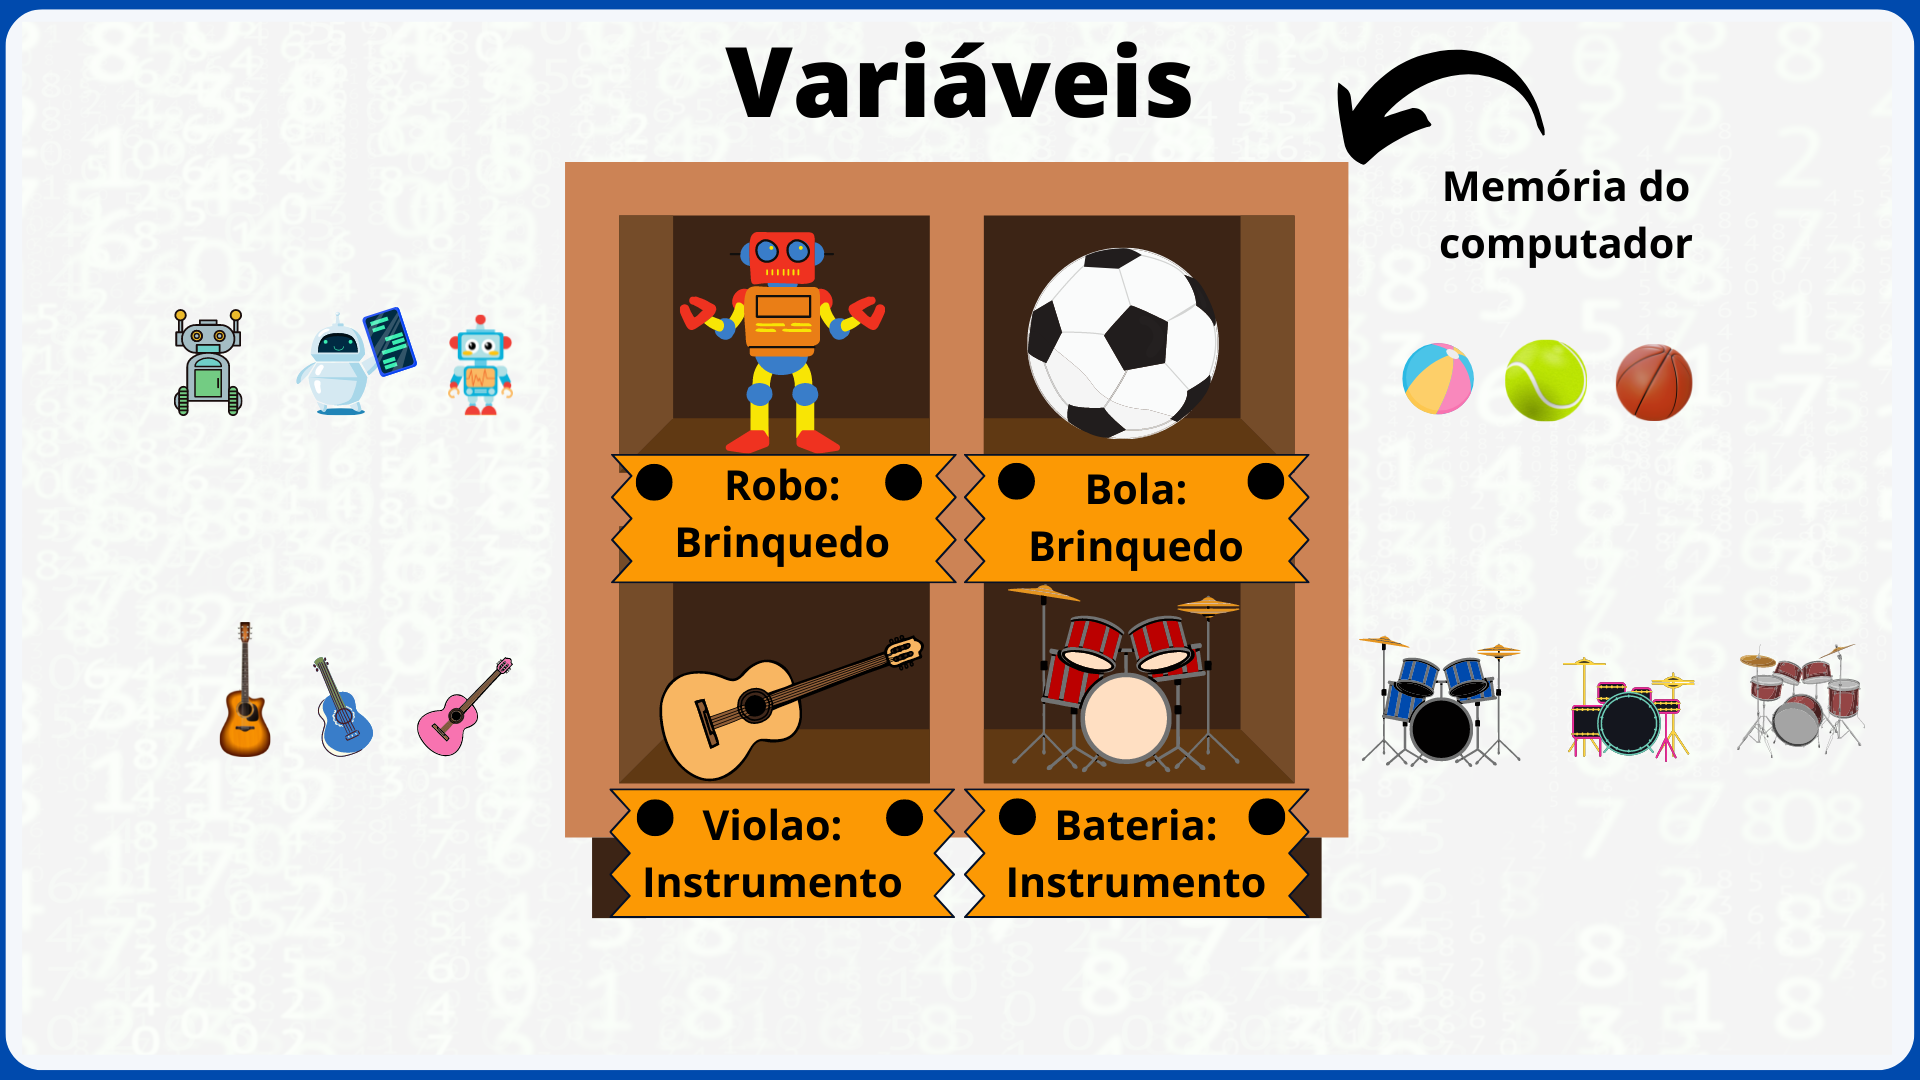 Variáveis
Memória do
computador
Robo:
Brinquedo
Bola:
Brinquedo
Violao:
Instrumento
Bateria:
Instrumento